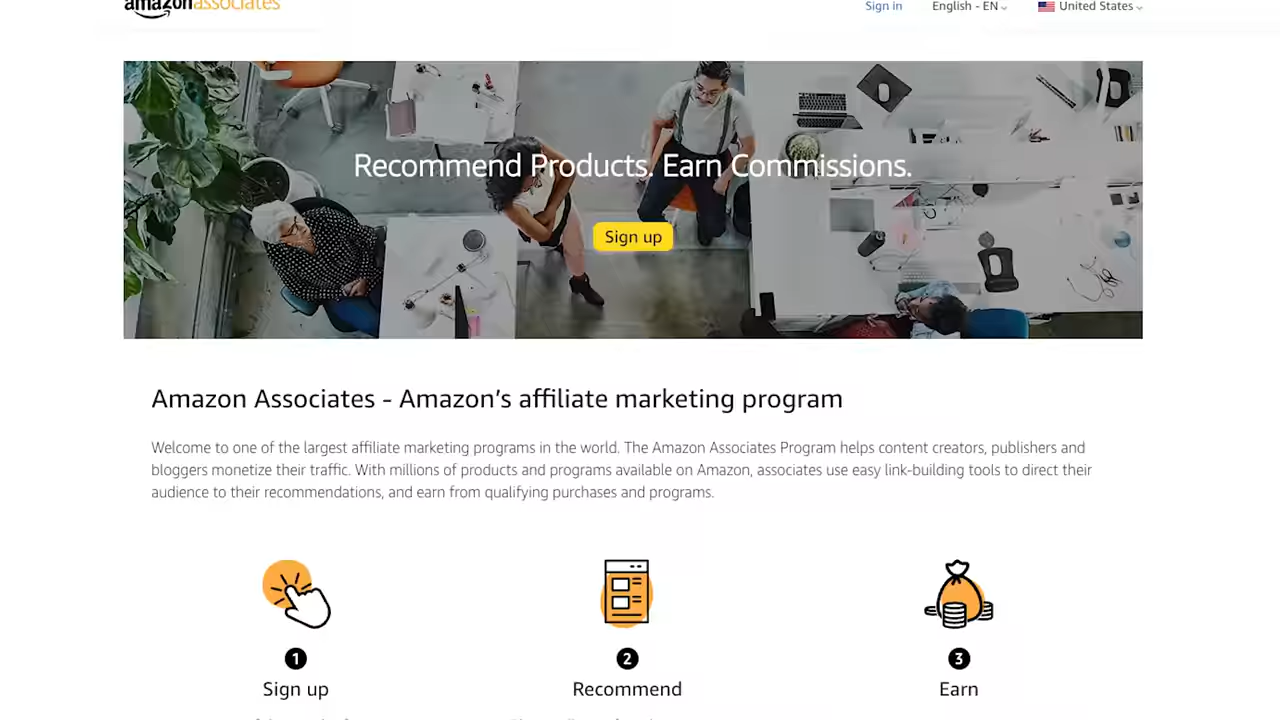 amazon associates
Sign in
English - EN
United States
Recommend Products. Earn Commissions.
Sign up
Amazon Associates - Amazon’s affiliate marketing program
Welcome to one of the largest affiliate marketing programs in the world. The Amazon Associates Program helps content creators, publishers and
bloggers monetize their traffic. With millions of products and programs available on Amazon, associates use easy link-building tools to direct their
audience to their recommendations, and earn from qualifying purchases and programs.
1
2
3
Sign up
Recommend
Earn